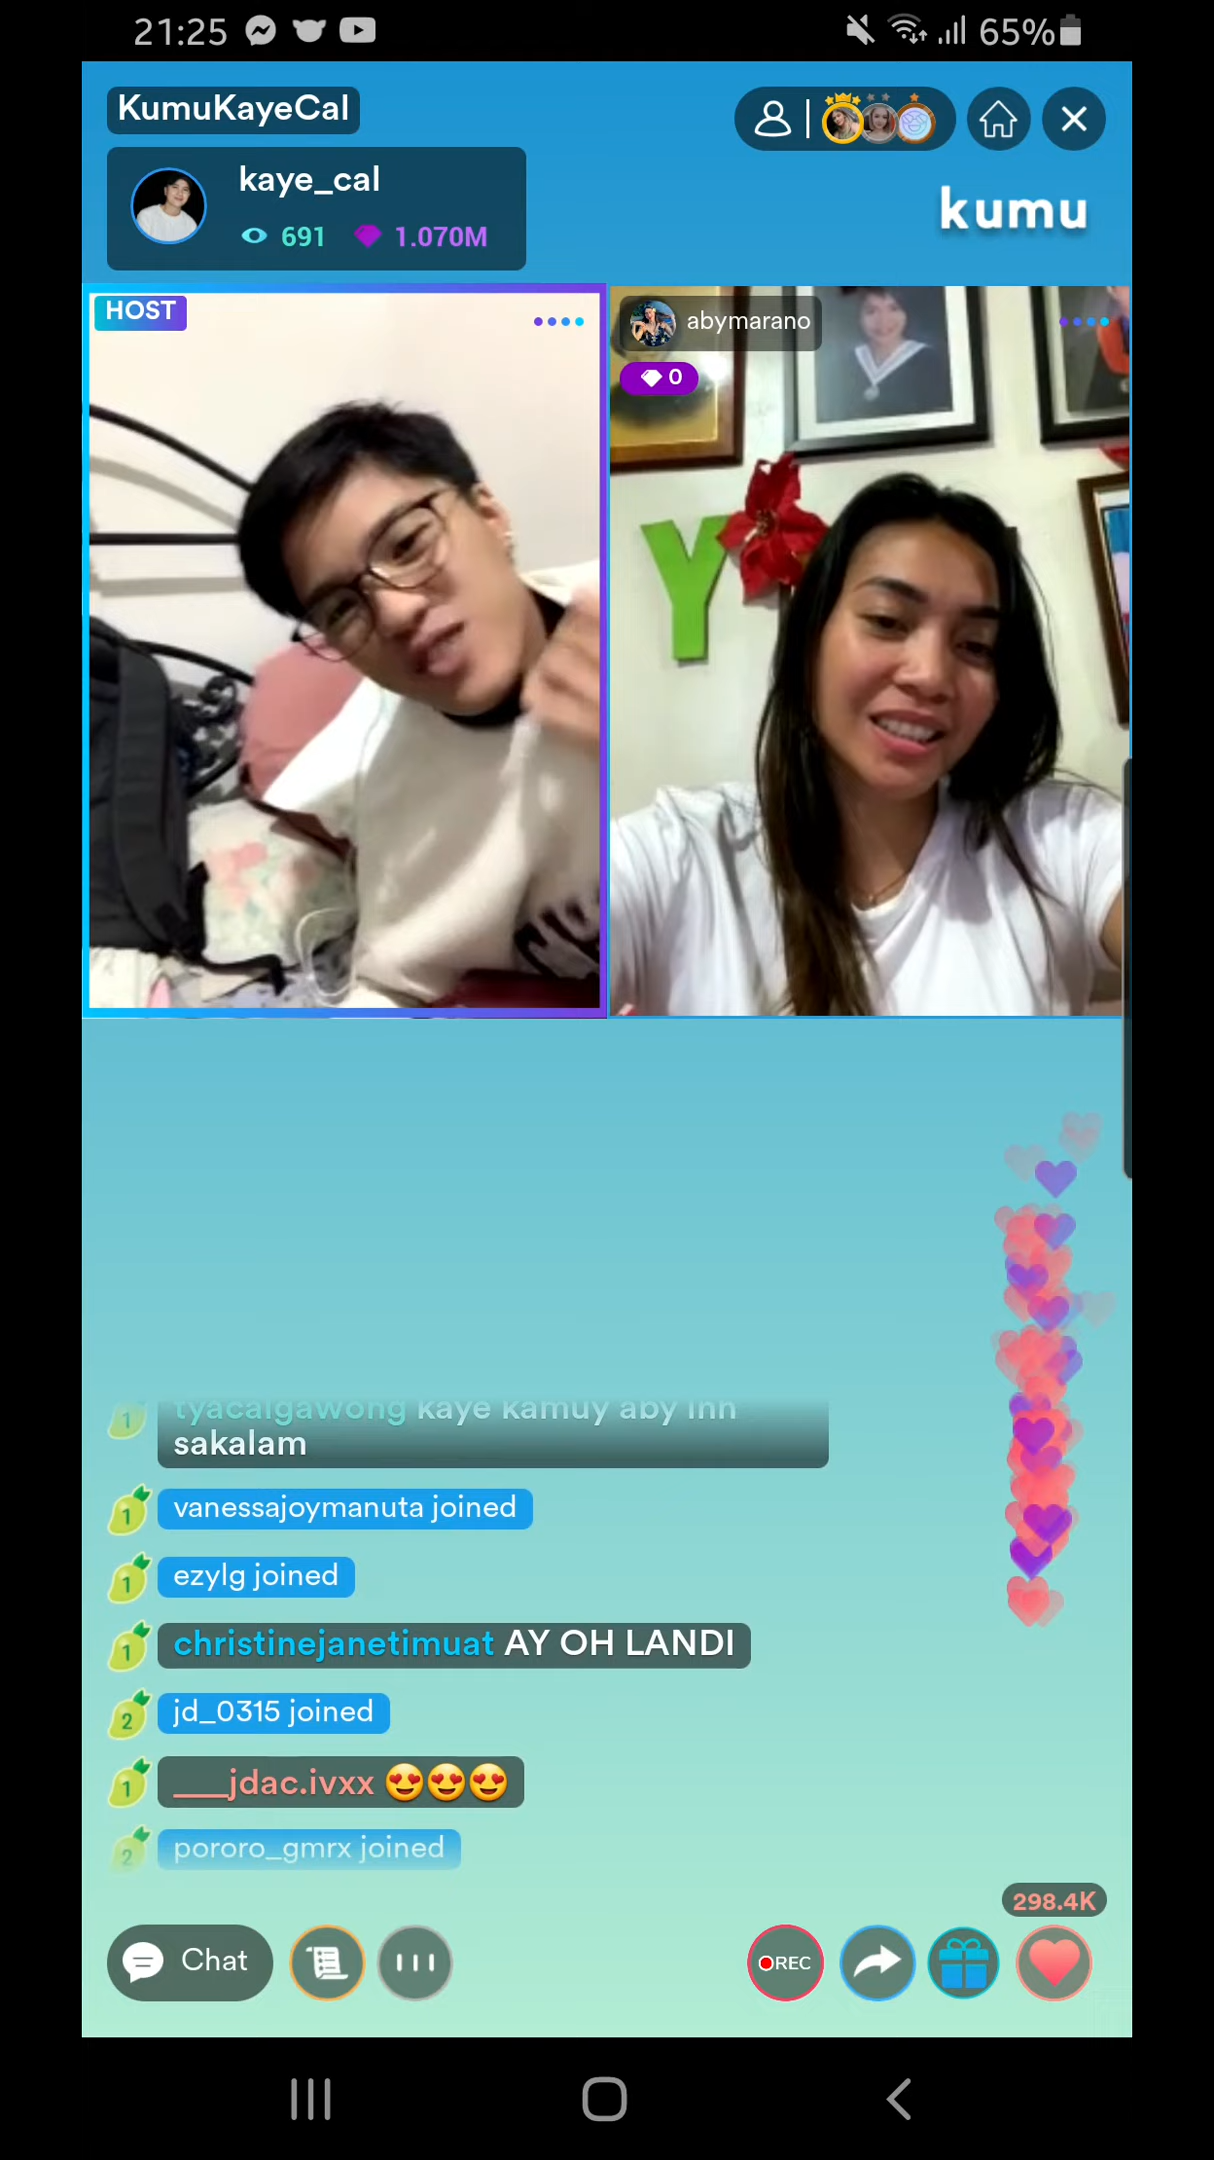 21:25
65%
KumuKayeCal
kaye_cal
691
1.070M
kumu
HOST
abymarano
0
Y
tyacalgawong kaye kamuy aby
sakalam
1
vanessajoymanuta joined
1
ezylg joined
1
christinejanetimuat AY OH LANDI
2
jd_0315 joined
1
___jdac.ivxx 😍😍😍
2
pororo_gmrx joined
298.4K
Chat
REC